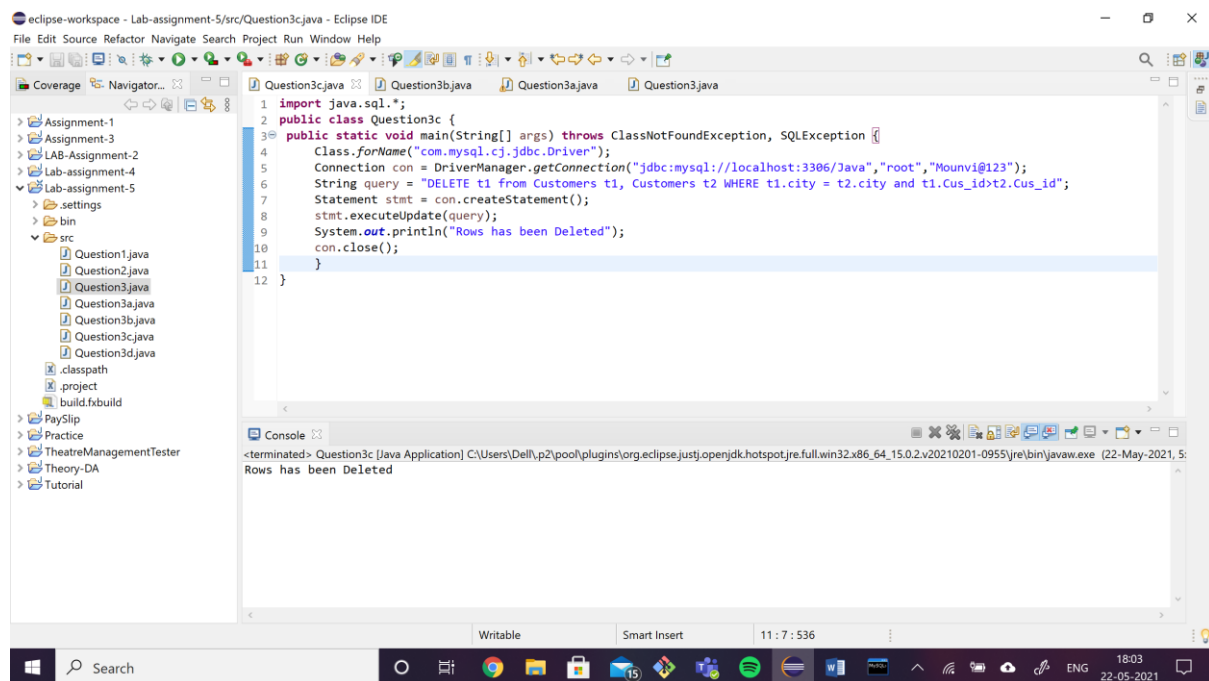 eclipse-workspace - Lab-assignment-5/src/Question3c.java - Eclipse IDE
File Edit Source Refactor Navigate Search Project Run Window Help
Coverage Navigator...
Question3c.java Question3b.java Question3a.java Question3.java
Assignment-1
Assignment-3
LAB-Assignment-2
Lab-assignment-4
Lab-assignment-5
.settings
bin
src
Question1.java
Question2.java
Question3.java
Question3a.java
Question3b.java
Question3c.java
Question3d.java
.classpath
.project
build.fxbuild
PaySlip
Practice
TheatreManagementTester
Theory-DA
Tutorial
1 import java.sql.*;
2 public class Question3c {
3 public static void main(String[] args) throws ClassNotFoundException, SQLException {
4 Class.forName("com.mysql.cj.jdbc.Driver");
5 Connection con = DriverManager.getConnection("jdbc:mysql://localhost:3306/Java","root","Mounvi@123");
6 String query = "DELETE t1 from Customers t1, Customers t2 WHERE t1.city = t2.city and t1.Cus_id>t2.Cus_id";
7 Statement stmt = con.createStatement();
8 stmt.executeUpdate(query);
9 System.out.println("Rows has been Deleted");
10 con.close();
11 }
12 }
Console
<terminated> Question3c [Java Application] C:\Users\Dell\.p2\pool\plugins\org.eclipse.justj.openjdk.hotspot.jre.full.win32.x86_64_15.0.2.v20210201-0955\jre\bin\javaw.exe (22-May-2021, 5:
Rows has been Deleted
Writable Smart Insert 11 : 7 : 536
Search
15
ENG
18:03
22-05-2021